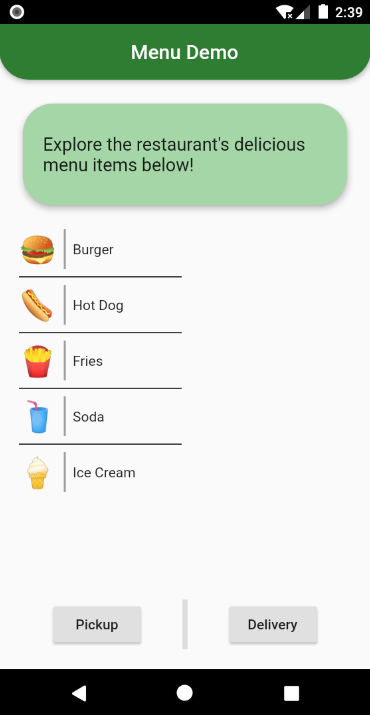 2:39
Menu Demo
Explore the restaurant's delicious
menu items below!
Burger
Hot Dog
Fries
Soda
Ice Cream
Pickup
Delivery